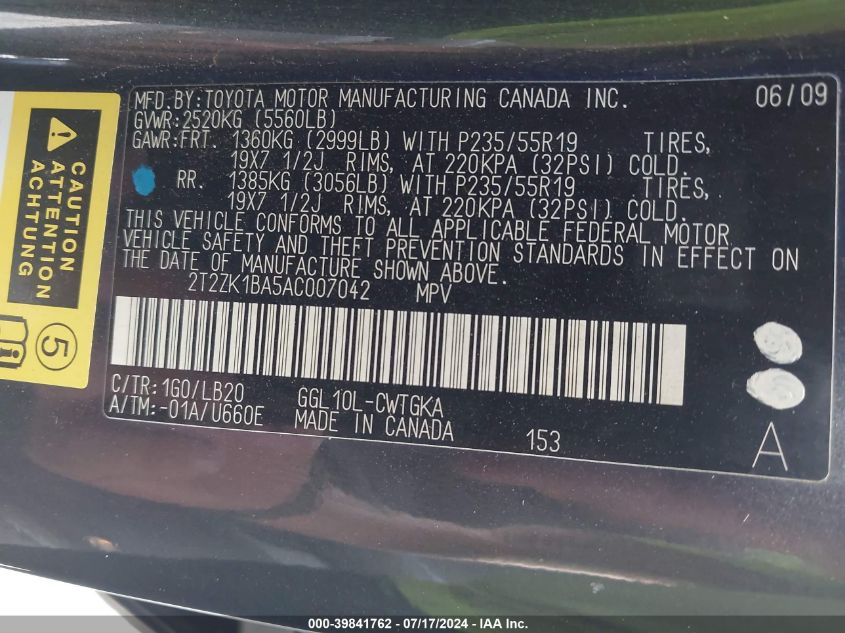 MFD.BY:TOYOTA MOTOR MANUFACTURING CANADA INC. 06/09
GVWR:2520KG (5560LB)
GAWR:FRT. 1360KG (2999LB) WITH P235/55R19 TIRES,
19X7 1/2J RIMS, AT 220KPA (32PSI) COLD.
RR. 1385KG (3056LB) WITH P235/55R19 TIRES,
19X7 1/2J RIMS, AT 220KPA (32PSI) COLD.
THIS VEHICLE CONFORMS TO ALL APPLICABLE FEDERAL MOTOR
VEHICLE SAFETY AND THEFT PREVENTION STANDARDS IN EFFECT ON
THE DATE OF MANUFACTURE SHOWN ABOVE.
2T2ZK1BA5AC007042 MPV
C/TR:1G0/LB20 GGL10L-CWTGKA
A/TM:-01A/U660E MADE IN CANADA 153
A
CAUTION
ATTENTION
ACHTUNG
5
000-39841762 - 07/17/2024 - IAA Inc.